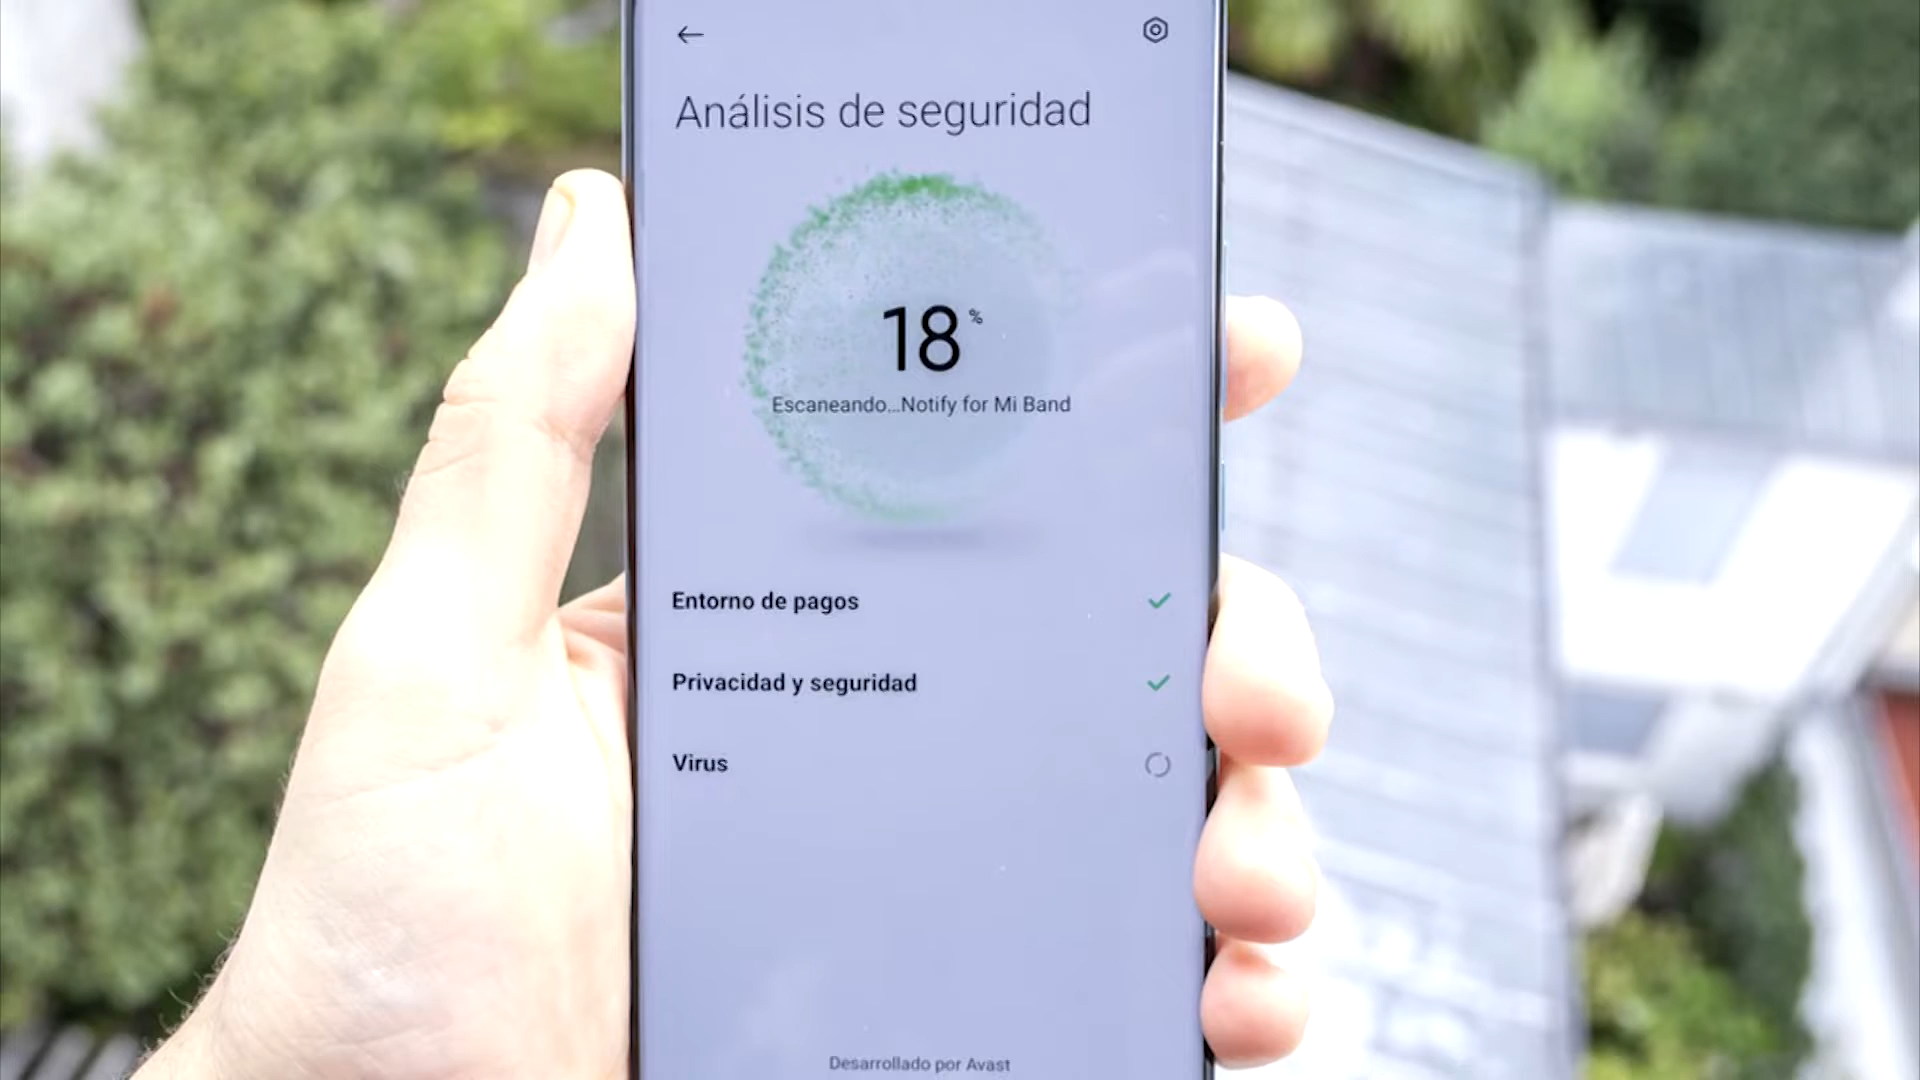 Análisis de seguridad
18%
Escaneando...Notify for Mi Band
Entorno de pagos
Privacidad y seguridad
Virus
Desarrollado por Avast